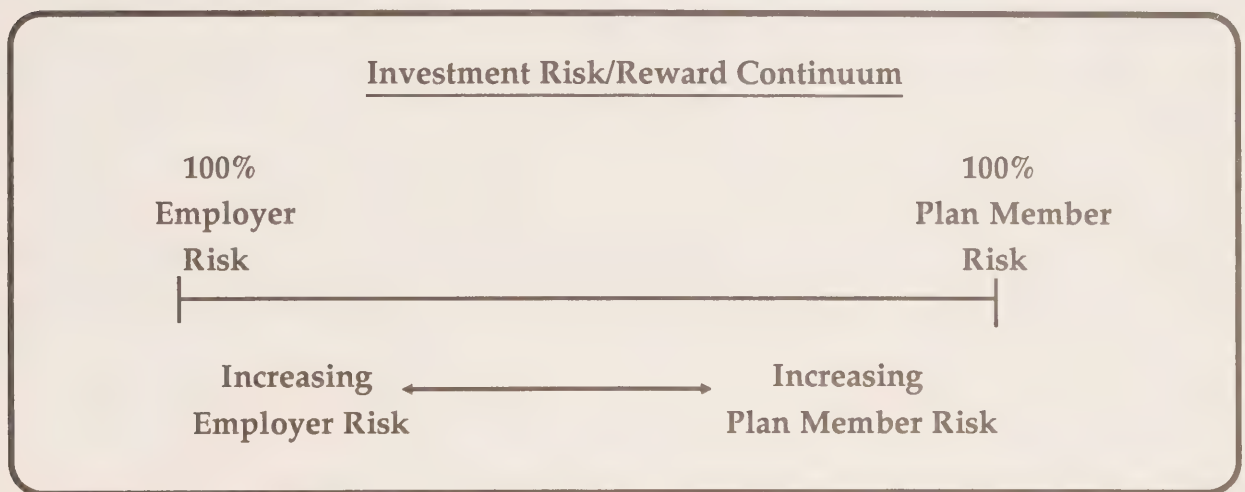 Investment Risk/Reward Continuum
100%
Employer
Risk
100%
Plan Member
Risk
Increasing
Employer Risk
Increasing
Plan Member Risk